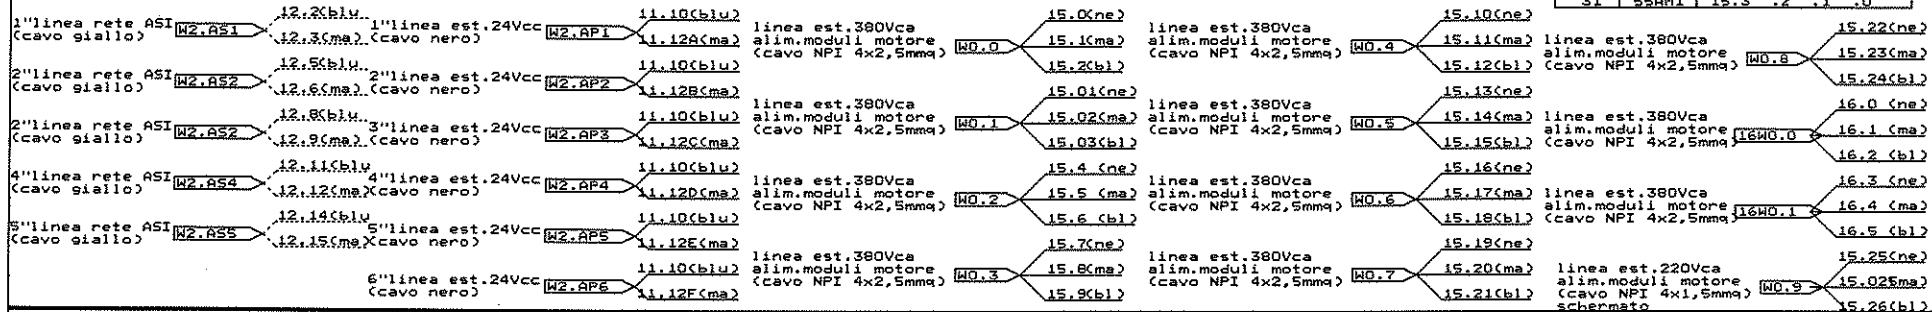 31 55AM1 15.3 .2 .1 .0
1"linea rete ASI
(cavo giallo)
W2.AS1
12.2(blu
12.3(ma)
2"linea rete ASI
(cavo giallo)
W2.AS2
12.5(blu
12.6(ma)
2"linea rete ASI
(cavo giallo)
W2.AS2
12.8(blu
12.9(ma)
4"linea rete ASI
(cavo giallo)
W2.AS4
12.11(blu
12.12(ma)
5"linea rete ASI
(cavo giallo)
W2.AS5
12.14(blu
12.15(ma)
1"linea est.24Vcc
(cavo nero)
W2.AP1
11.10(blu)
11.12A(ma)
2"linea est.24Vcc
(cavo nero)
W2.AP2
11.10(blu)
11.12B(ma)
3"linea est.24Vcc
(cavo nero)
W2.AP3
11.10(blu)
11.12C(ma)
4"linea est.24Vcc
(cavo nero)
W2.AP4
11.10(blu)
11.12D(ma)
5"linea est.24Vcc
(cavo nero)
W2.AP5
11.10(blu)
11.12E(ma)
6"linea est.24Vcc
(cavo nero)
W2.AP6
11.10(blu)
11.12F(ma)
linea est.380Vca
alim.moduli motore
(cavo NPI 4x2,5mmq)
W0.0
15.0(ne)
15.1(ma)
15.2(bl)
linea est.380Vca
alim.moduli motore
(cavo NPI 4x2,5mmq)
W0.1
15.01(ne)
15.02(ma)
15.03(bl)
linea est.380Vca
alim.moduli motore
(cavo NPI 4x2,5mmq)
W0.2
15.4 (ne)
15.5 (ma)
15.6 (bl)
linea est.380Vca
alim.moduli motore
(cavo NPI 4x2,5mmq)
W0.3
15.7(ne)
15.8(ma)
15.9(bl)
linea est.380Vca
alim.moduli motore
(cavo NPI 4x2,5mmq)
W0.4
15.10(ne)
15.11(ma)
15.12(bl)
linea est.380Vca
alim.moduli motore
(cavo NPI 4x2,5mmq)
W0.5
15.13(ne)
15.14(ma)
15.15(bl)
linea est.380Vca
alim.moduli motore
(cavo NPI 4x2,5mmq)
W0.6
15.16(ne)
15.17(ma)
15.18(bl)
linea est.380Vca
alim.moduli motore
(cavo NPI 4x2,5mmq)
W0.7
15.19(ne)
15.20(ma)
15.21(bl)
linea est.380Vca
alim.moduli motore
(cavo NPI 4x2,5mmq)
W0.8
15.22(ne)
15.23(ma)
15.24(bl)
linea est.380Vca
alim.moduli motore
(cavo NPI 4x2,5mmq)
16W0.0
16.0 (ne)
16.1 (ma)
16.2 (bl)
linea est.380Vca
alim.moduli motore
(cavo NPI 4x2,5mmq)
16W0.1
16.3 (ne)
16.4 (ma)
16.5 (bl)
linea est.220Vca
alim.moduli motore
(cavo NPI 4x1,5mmq)
schermato
W0.9
15.25(ne)
15.025ma)
15.26(bl)